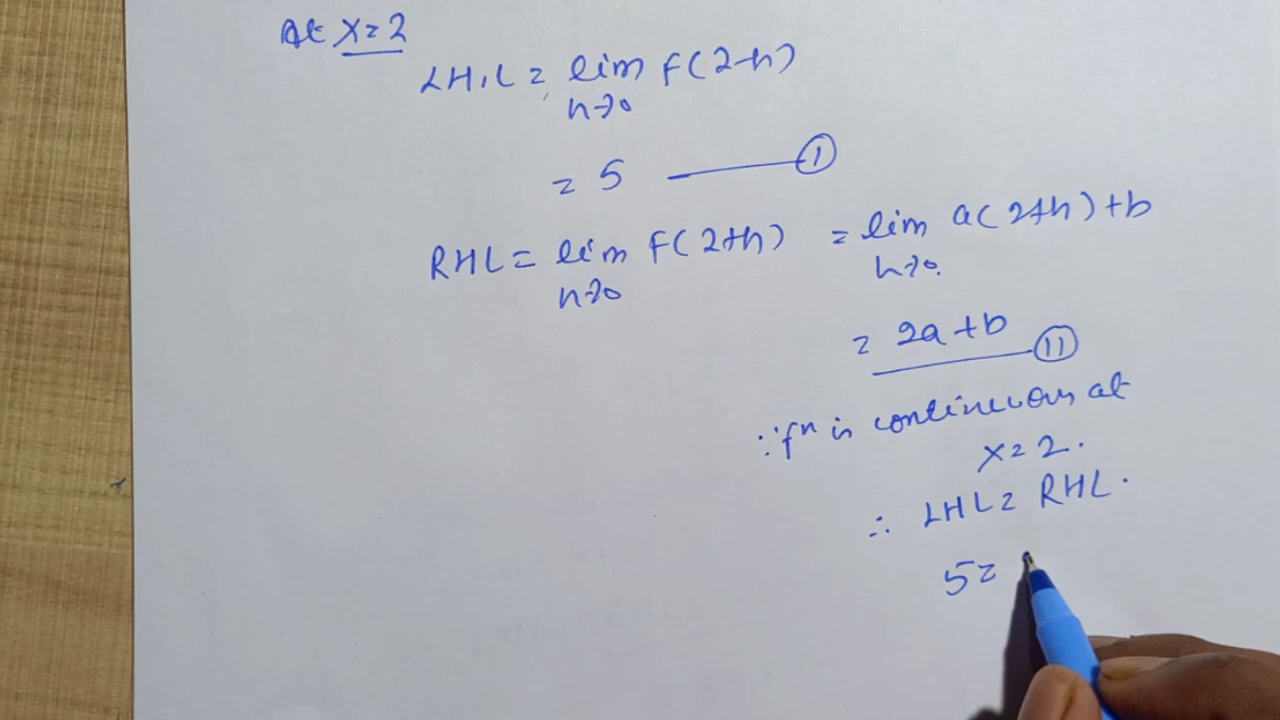 At x=2
LHL = lim f(2-h)
h→0
= 5 ——— ①
RHL = lim f(2+h) = lim a(2+h)+b
h→0 h→0
= 2a+b ⑪
∵ fⁿ is continuous at
x=2.
∴ LHL = RHL.
5=